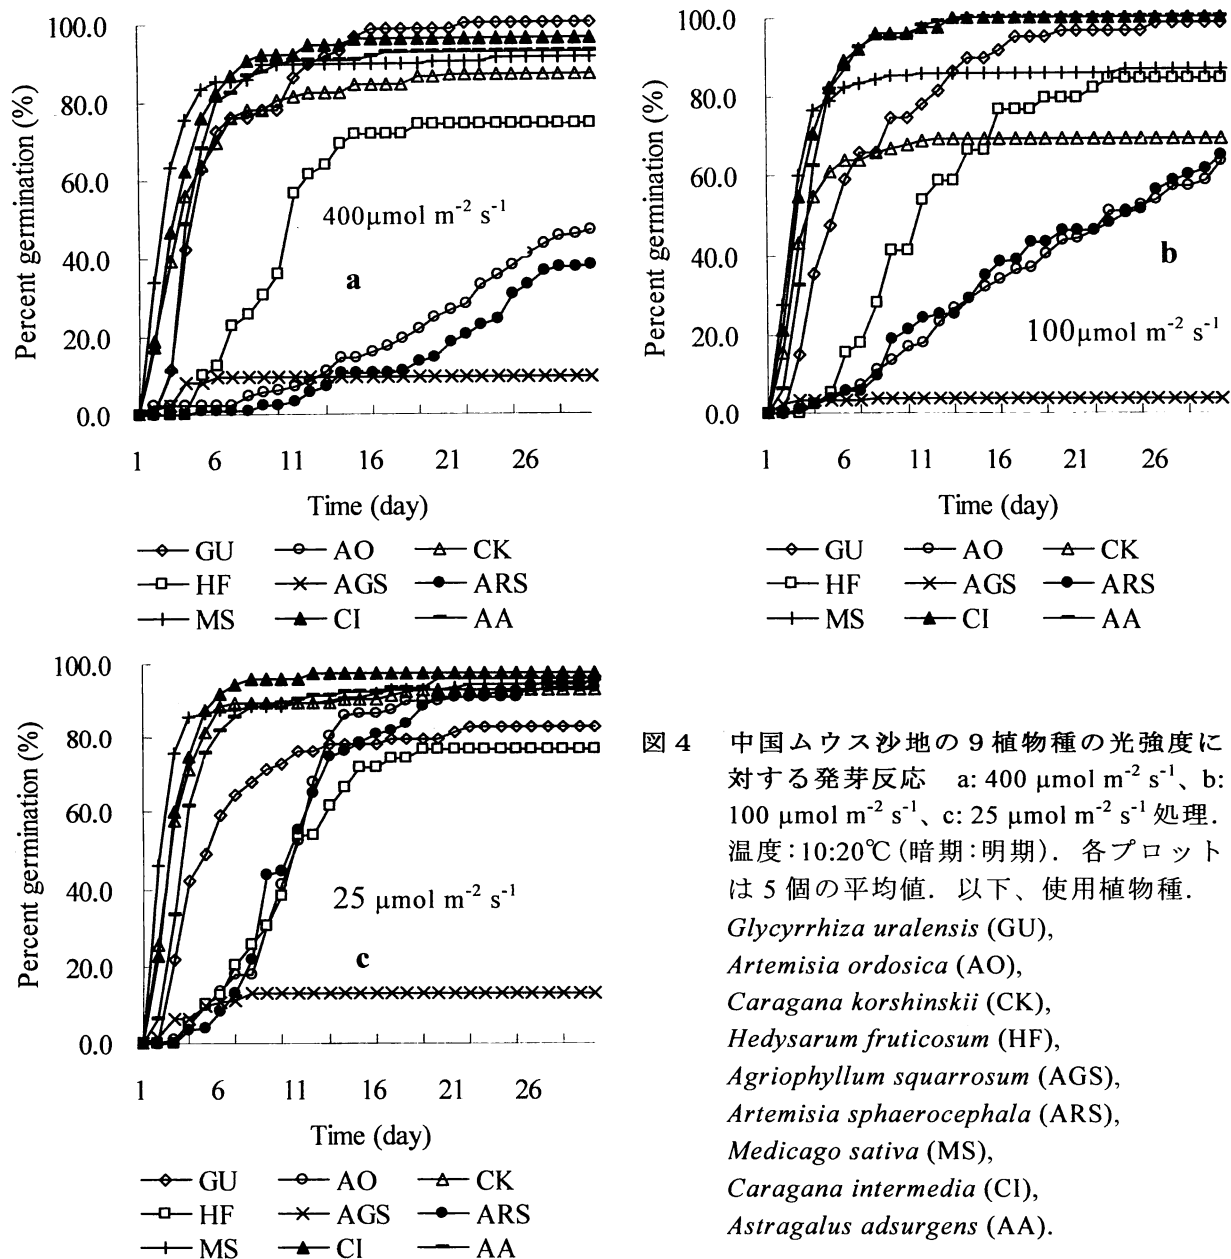 100.0
80.0
60.0
40.0
20.0
0.0
Percent germination (%)
400μmol m⁻² s⁻¹
a
1 6 11 16 21 26
Time (day)
GU AO CK
HF AGS ARS
MS CI AA
100.0
80.0
60.0
40.0
20.0
0.0
Percent germination (%)
b
100μmol m⁻² s⁻¹
1 6 11 16 21 26
Time (day)
GU AO CK
HF AGS ARS
MS CI AA
100.0
80.0
60.0
40.0
20.0
0.0
Percent germination (%)
25 μmol m⁻² s⁻¹
c
1 6 11 16 21 26
Time (day)
GU AO CK
HF AGS ARS
MS CI AA
図4 中国ムウス沙地の9植物種の光強度に
対する発芽反応 a: 400 μmol m⁻² s⁻¹、b:
100 μmol m⁻² s⁻¹、c: 25 μmol m⁻² s⁻¹ 処理.
温度:10:20℃(暗期:明期). 各プロット
は5個の平均値. 以下、使用植物種.
Glycyrrhiza uralensis (GU),
Artemisia ordosica (AO),
Caragana korshinskii (CK),
Hedysarum fruticosum (HF),
Agriophyllum squarrosum (AGS),
Artemisia sphaerocephala (ARS),
Medicago sativa (MS),
Caragana intermedia (CI),
Astragalus adsurgens (AA).